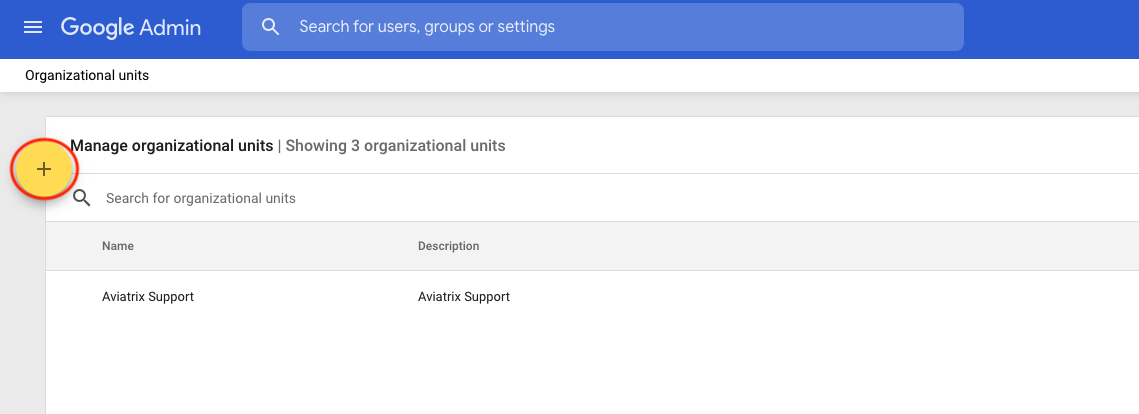 Google Admin
Search for users, groups or settings
Organizational units
Manage organizational units | Showing 3 organizational units
Search for organizational units
Name Description
Aviatrix Support Aviatrix Support